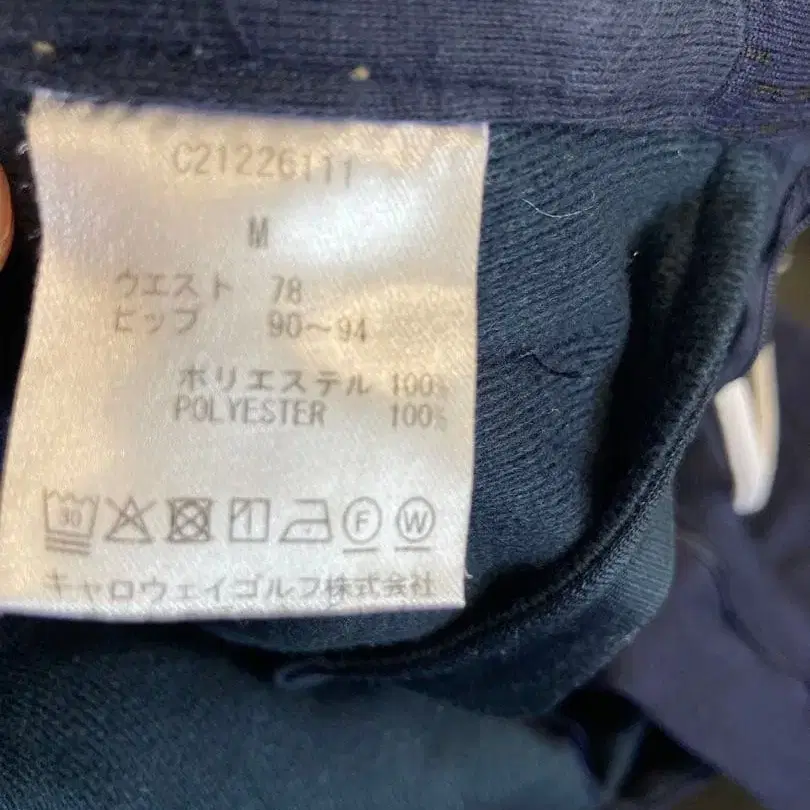 C21226111
M
ウエスト 78
ヒップ 90～94
ポリエステル 100%
POLYESTER 100%
30 F W
キャロウェイゴルフ株式会社